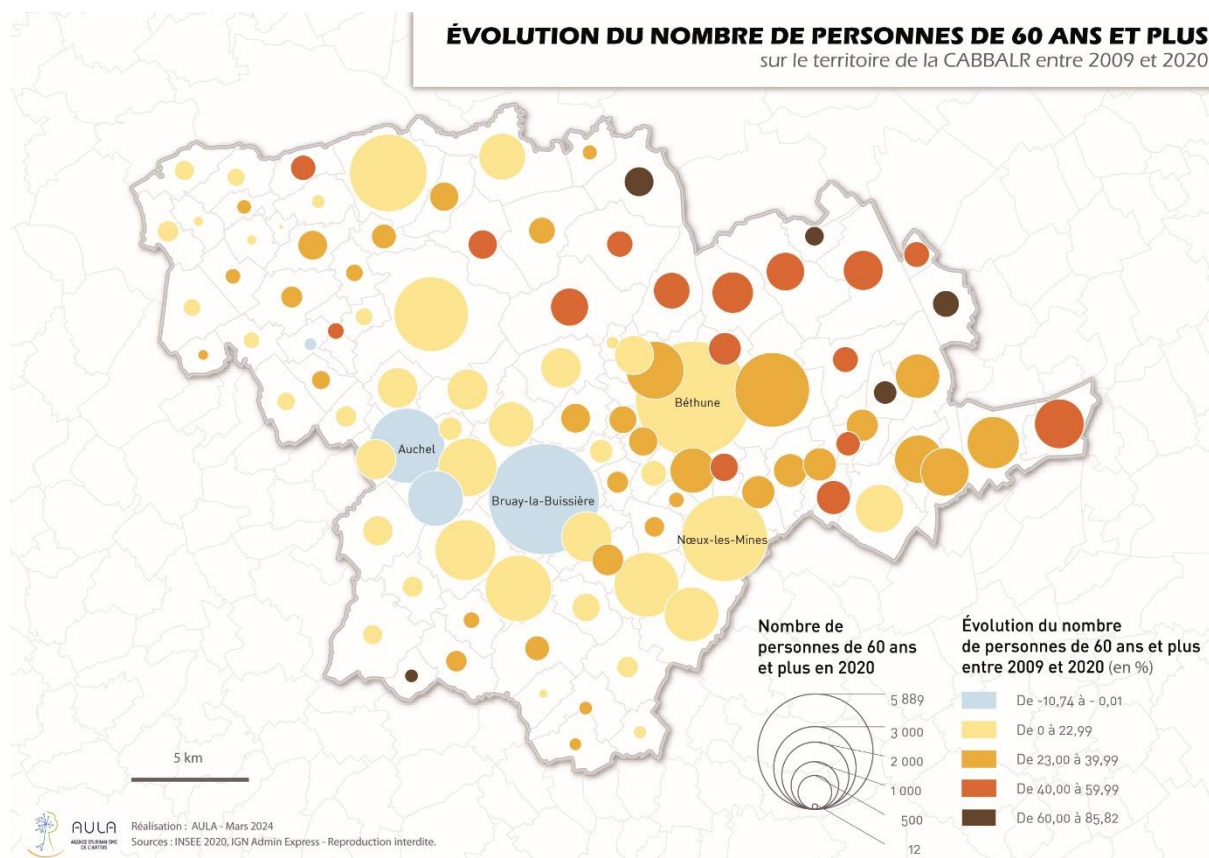 ÉVOLUTION DU NOMBRE DE PERSONNES DE 60 ANS ET PLUS
sur le territoire de la CABBALR entre 2009 et 2020
Béthune
Auchel
Bruay-la-Buissière
Nœux-les-Mines
Nombre de
personnes de 60 ans
et plus en 2020
5 889
3 000
2 000
1 000
500
12
Évolution du nombre
de personnes de 60 ans et plus
entre 2009 et 2020 (en %)
De -10,74 à - 0,01
De 0 à 22,99
De 23,00 à 39,99
De 40,00 à 59,99
De 60,00 à 85,82
5 km
AULA
AGENCE D'URBANISME
DE L'ARTOIS
Réalisation : AULA - Mars 2024
Sources : INSEE 2020, IGN Admin Express - Reproduction interdite.